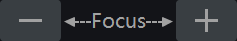 − ◄---Focus---► +